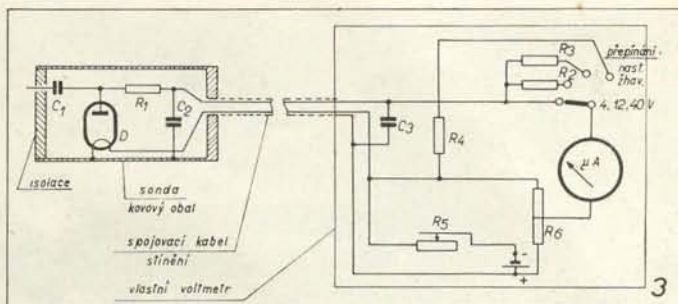 C1
R1
C2
D
isolace
sonda
kovový obal
spojovací kabel
stínění
vlastní voltmetr
C3
R4
R5
R3
R2
přepínání
nast.
žhav.
4, 12, 40 V
μA
R6
-
+
3